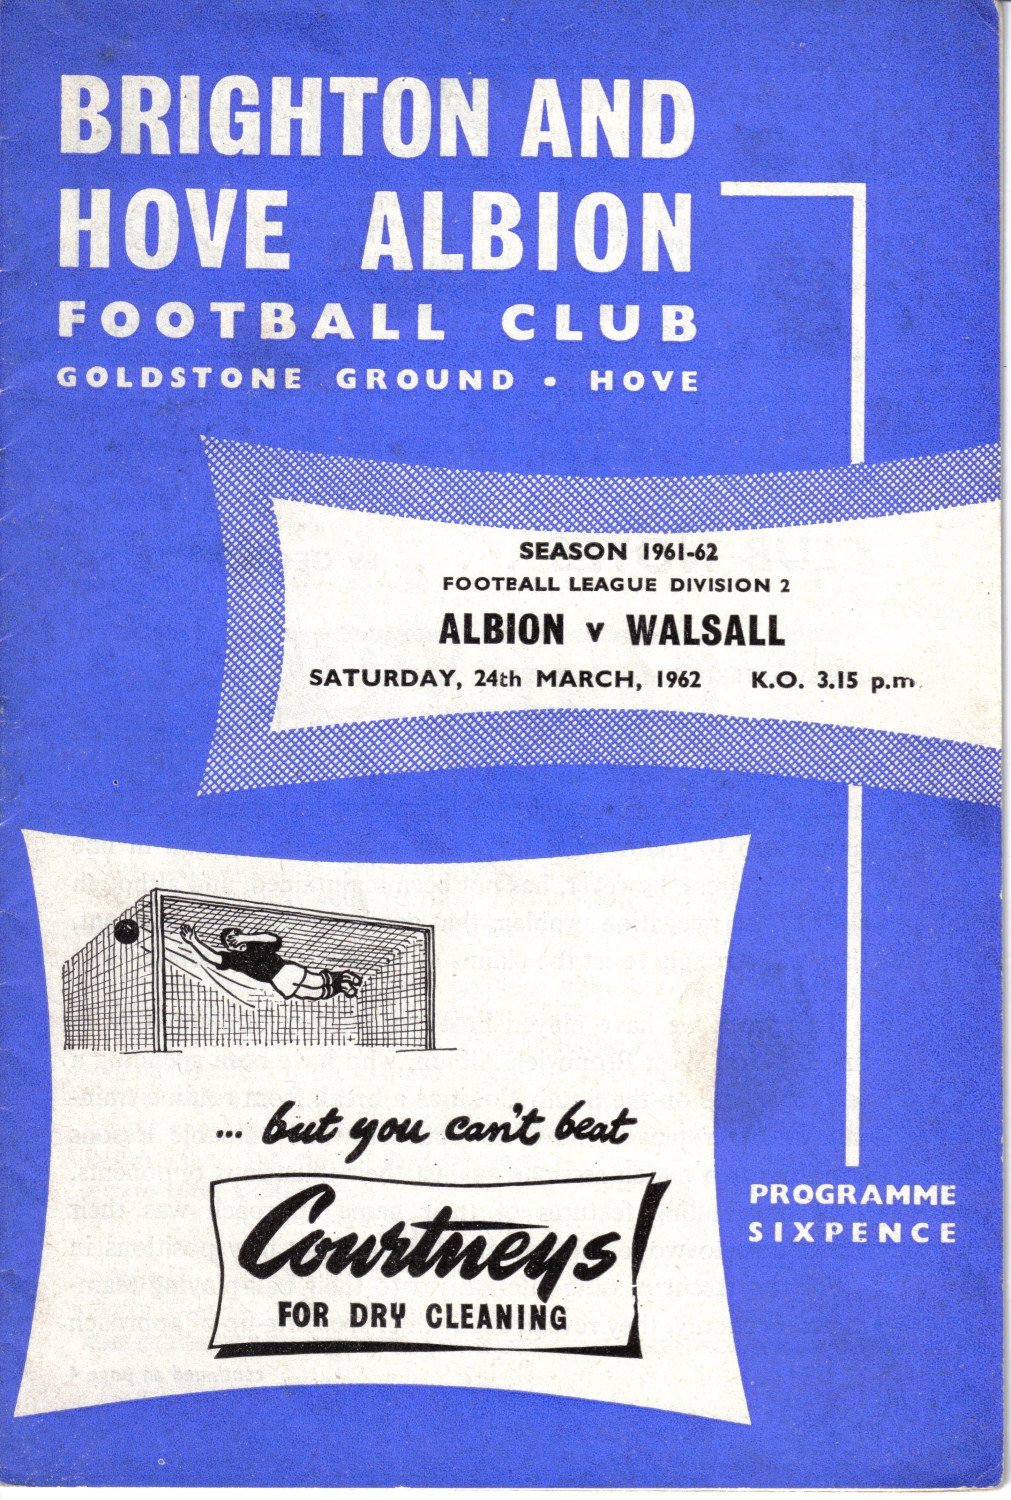 BRIGHTON AND
HOVE ALBION
FOOTBALL CLUB
GOLDSTONE GROUND • HOVE
SEASON 1961-62
FOOTBALL LEAGUE DIVISION 2
ALBION v WALSALL
SATURDAY, 24th MARCH, 1962 K.O. 3.15 p.m.
... but you can't beat
Courtneys
FOR DRY CLEANING
PROGRAMME
SIXPENCE